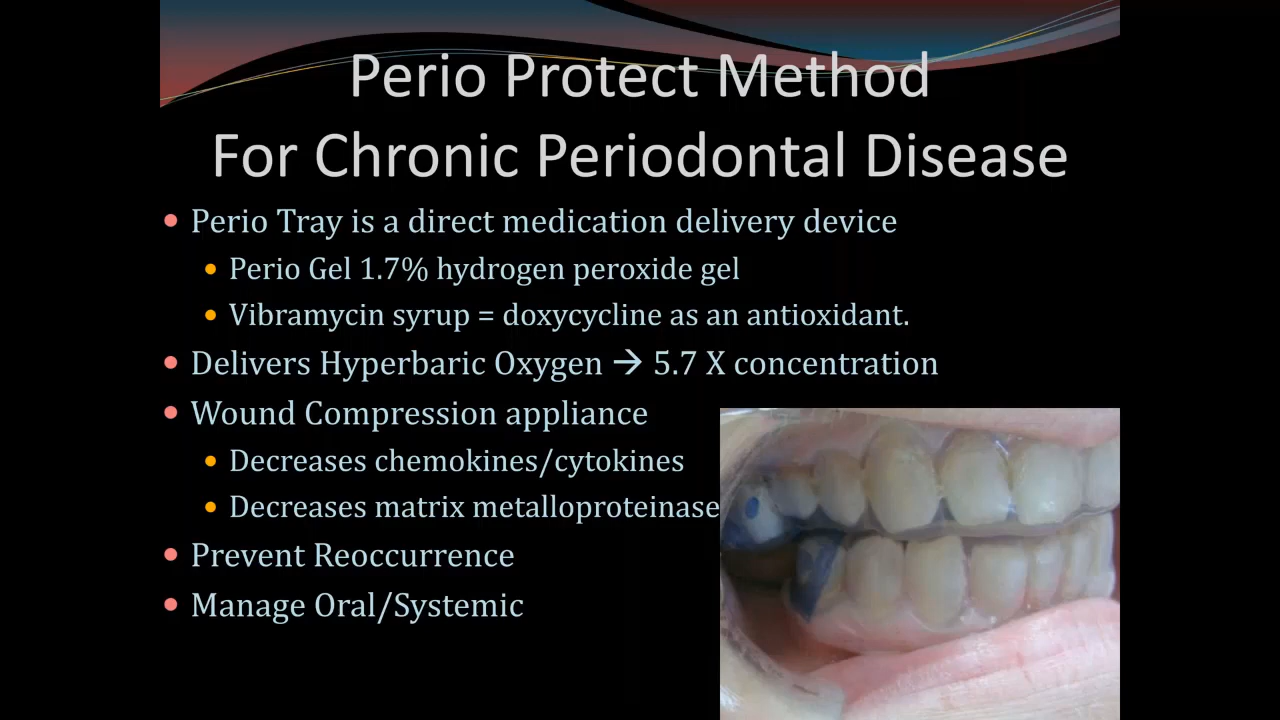 Perio Protect Method
For Chronic Periodontal Disease
• Perio Tray is a direct medication delivery device
• Perio Gel 1.7% hydrogen peroxide gel
• Vibramycin syrup = doxycycline as an antioxidant.
• Delivers Hyperbaric Oxygen → 5.7 X concentration
• Wound Compression appliance
• Decreases chemokines/cytokines
• Decreases matrix metalloproteinase
• Prevent Reoccurrence
• Manage Oral/Systemic